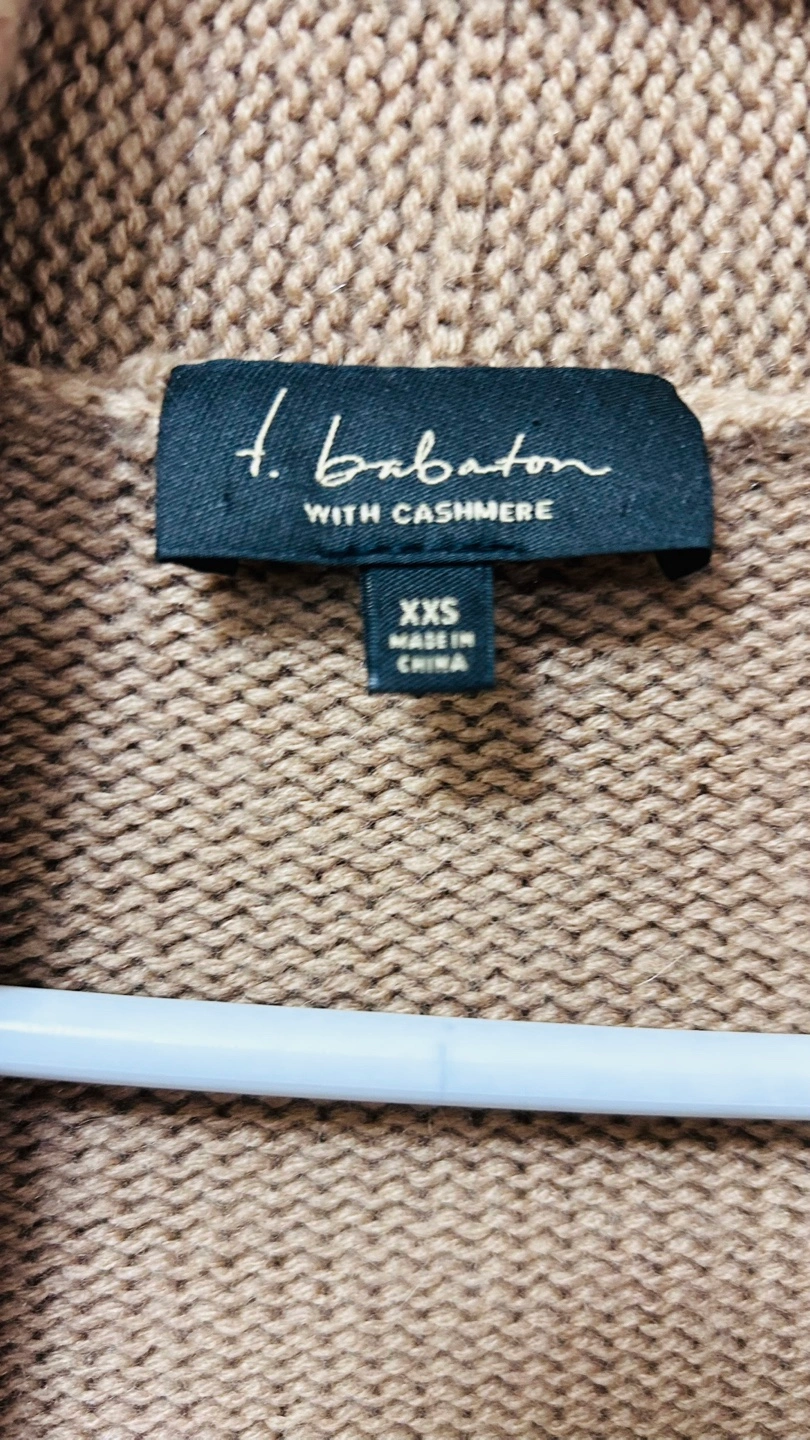 f. babaton
WITH CASHMERE
XXS
MADE IN
CHINA